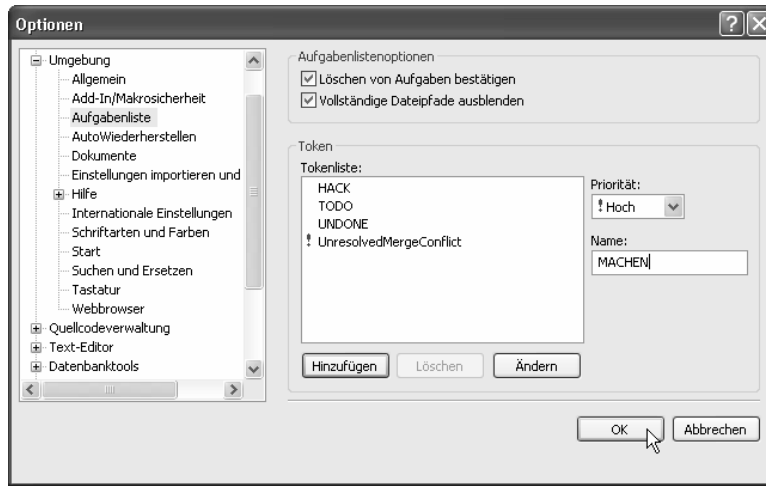 Optionen
Umgebung
Allgemein
Add-In/Makrosicherheit
Aufgabenliste
AutoWiederherstellen
Dokumente
Einstellungen importieren und
Hilfe
Internationale Einstellungen
Schriftarten und Farben
Start
Suchen und Ersetzen
Tastatur
Webbrowser
Quellcodeverwaltung
Text-Editor
Datenbanktools
Aufgabenlistenoptionen
Löschen von Aufgaben bestätigen
Vollständige Dateipfade ausblenden
Token
Tokenliste:
HACK
TODO
UNDONE
! UnresolvedMergeConflict
Priorität:
! Hoch
Name:
MACHEN
Hinzufügen
Löschen
Ändern
OK
Abbrechen